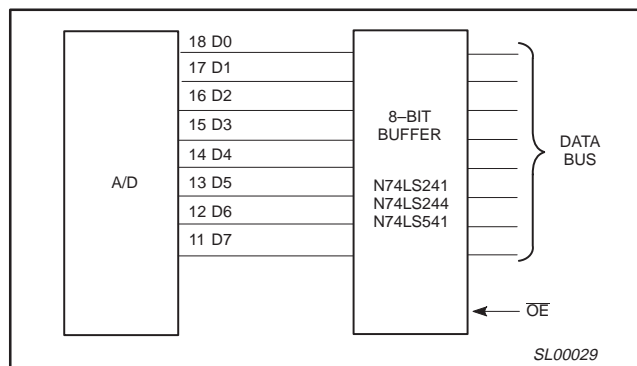 18 D0
17 D1
16 D2
15 D3
14 D4
13 D5
12 D6
11 D7
A/D
8–BIT
BUFFER
N74LS241
N74LS244
N74LS541
DATA
BUS
OE
SL00029